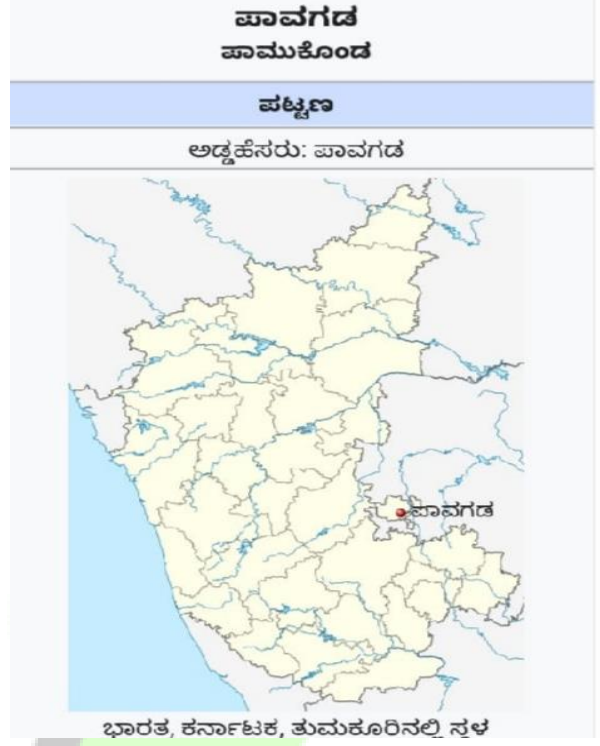 ಪಾವಗಡ
ಪಾಮುಕೊಂಡ
ಪಟ್ಟಣ
ಅಡ್ಡಹೆಸರು: ಪಾವಗಡ
ಪಾವಗಡ
ಭಾರತ, ಕರ್ನಾಟಕ, ತುಮಕೂರಿನಲ್ಲಿ ಸ್ಥಳ